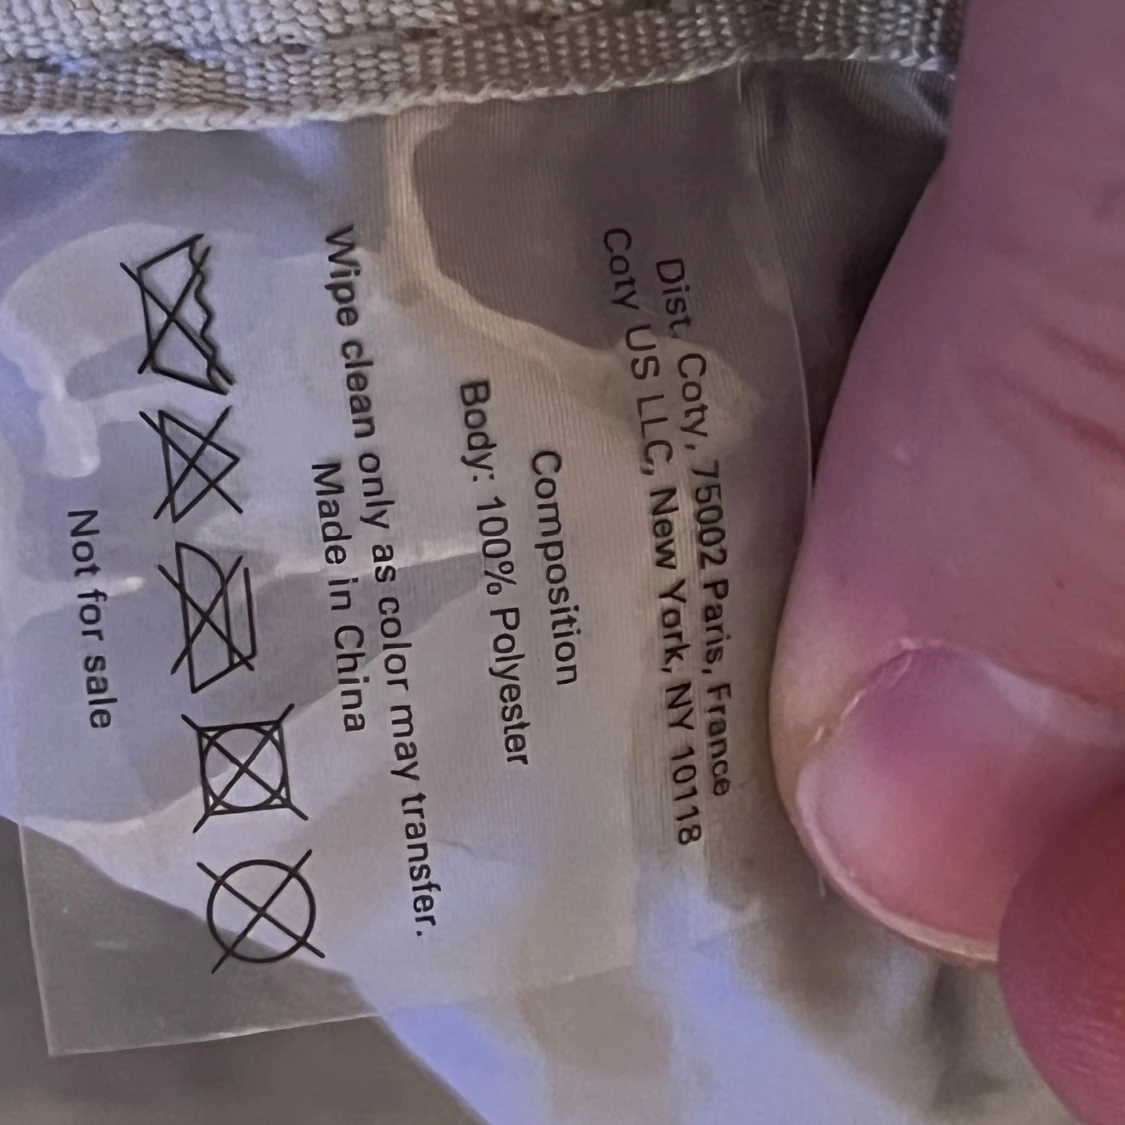 Dist. Coty, 75002 Paris, France
Coty US LLC, New York, NY 10118
Composition
Body: 100% Polyester
Wipe clean only as color may transfer.
Made in China
Not for sale